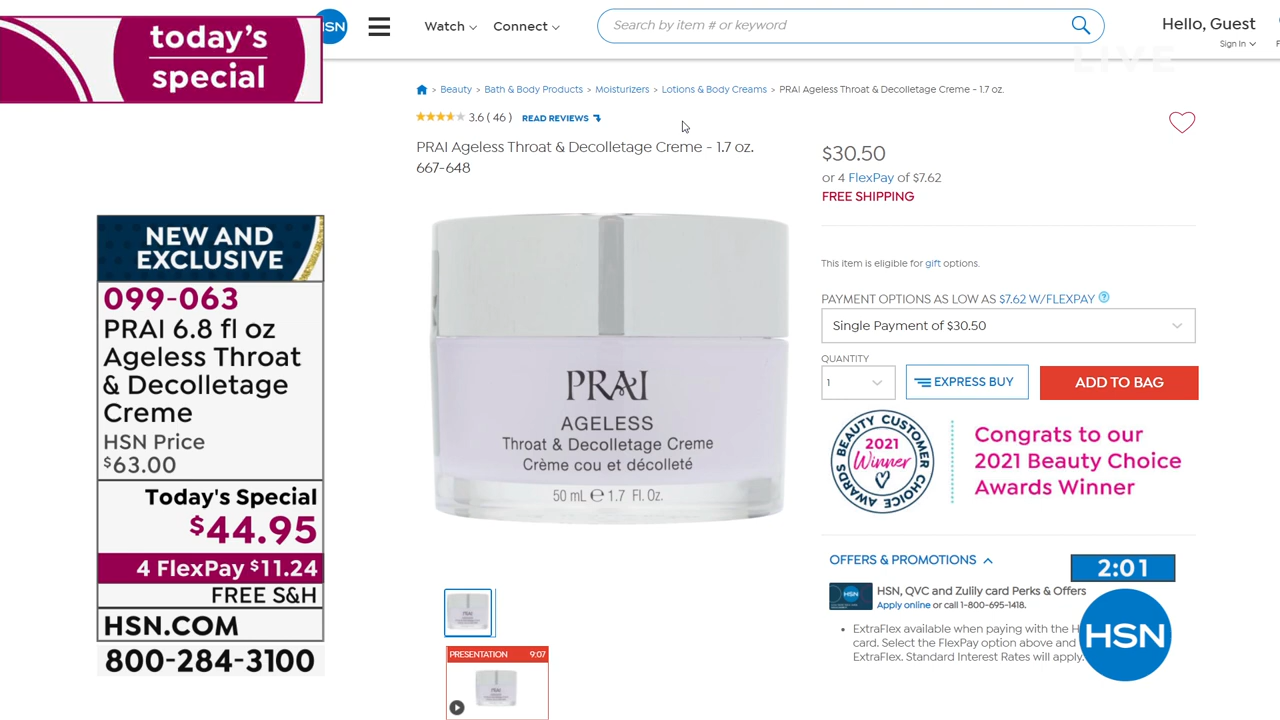 today's
special
HSN
Watch
Connect
Search by item # or keyword
Hello, Guest
Sign In
LIVE
Beauty > Bath & Body Products > Moisturizers > Lotions & Body Creams > PRAI Ageless Throat & Decolletage Creme - 1.7 oz.
3.6 ( 46 ) READ REVIEWS
PRAI Ageless Throat & Decolletage Creme - 1.7 oz.
667-648
$30.50
or 4 FlexPay of $7.62
FREE SHIPPING
This item is eligible for gift options.
PAYMENT OPTIONS AS LOW AS $7.62 W/FLEXPAY ?
Single Payment of $30.50
QUANTITY
1
EXPRESS BUY
ADD TO BAG
BEAUTY CUSTOMER CHOICE AWARDS
2021
Winner
Congrats to our
2021 Beauty Choice
Awards Winner
OFFERS & PROMOTIONS
HSN
HSN, QVC and Zulily card Perks & Offers
Apply online or call 1-800-695-1418.
• ExtraFlex available when paying with the H
card. Select the FlexPay option above and
ExtraFlex. Standard Interest Rates will apply.
2:01
HSN
PRAI
AGELESS
Throat & Decolletage Creme
Crème cou et décolleté
50 mL ℮ 1.7 Fl. Oz.
PRAI
PRESENTATION 9:07
NEW AND
EXCLUSIVE
099-063
PRAI 6.8 fl oz
Ageless Throat
& Decolletage
Creme
HSN Price
$63.00
Today's Special
$44.95
4 FlexPay $11.24
FREE S&H
HSN.COM
800-284-3100